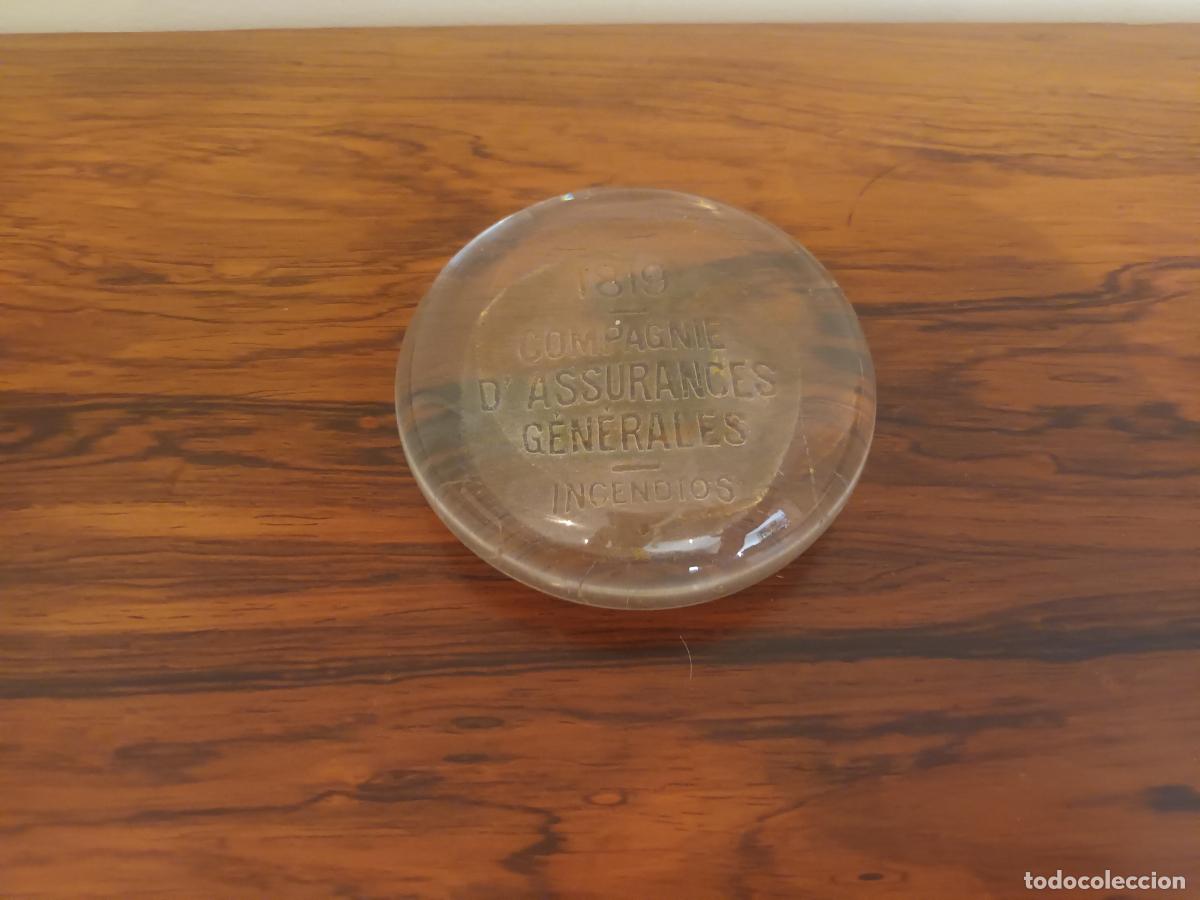 1819
COMPAGNIE
D'ASSURANCES
GÉNÉRALES
INCENDIOS
todocoleccion